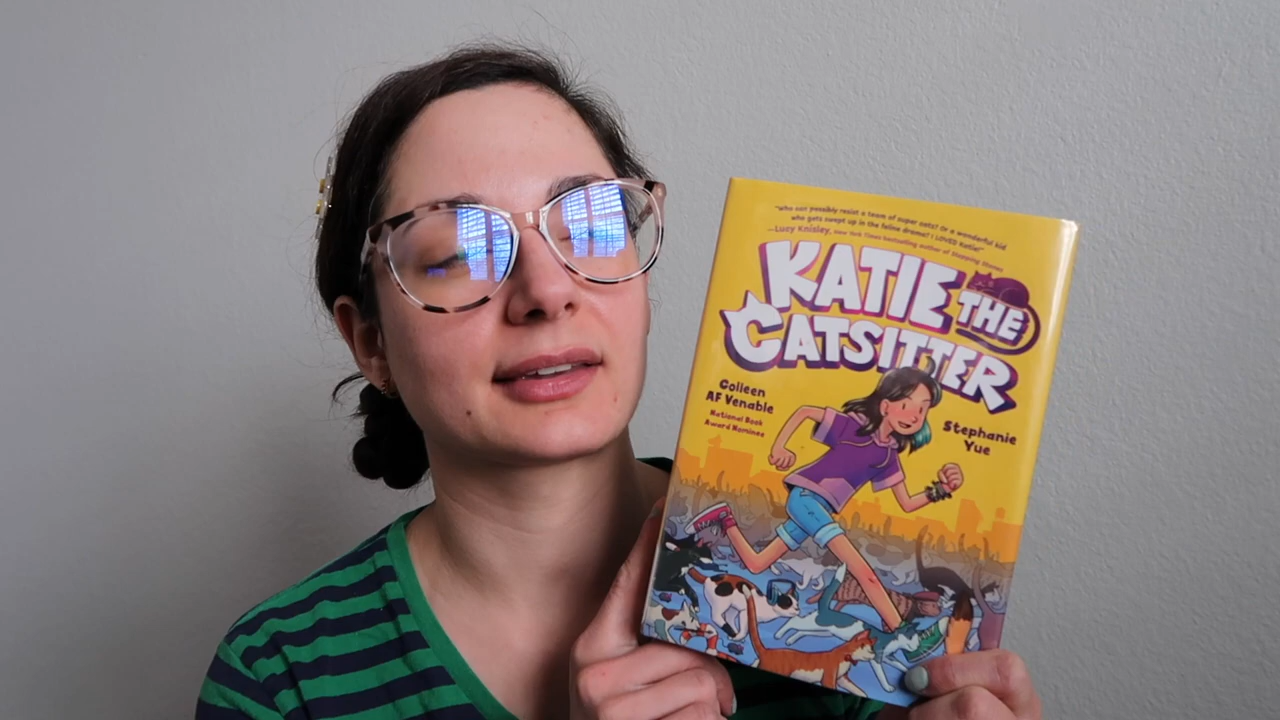 "Who can possibly resist a team of super cats? Or a wonderful kid
who gets swept up in the feline drama? I LOVED Katie!"
—Lucy Knisley, New York Times bestselling author of Stepping Stones
KATIE THE
CATSITTER
Colleen
AF Venable
National Book
Award Nominee
Stephanie
Yue